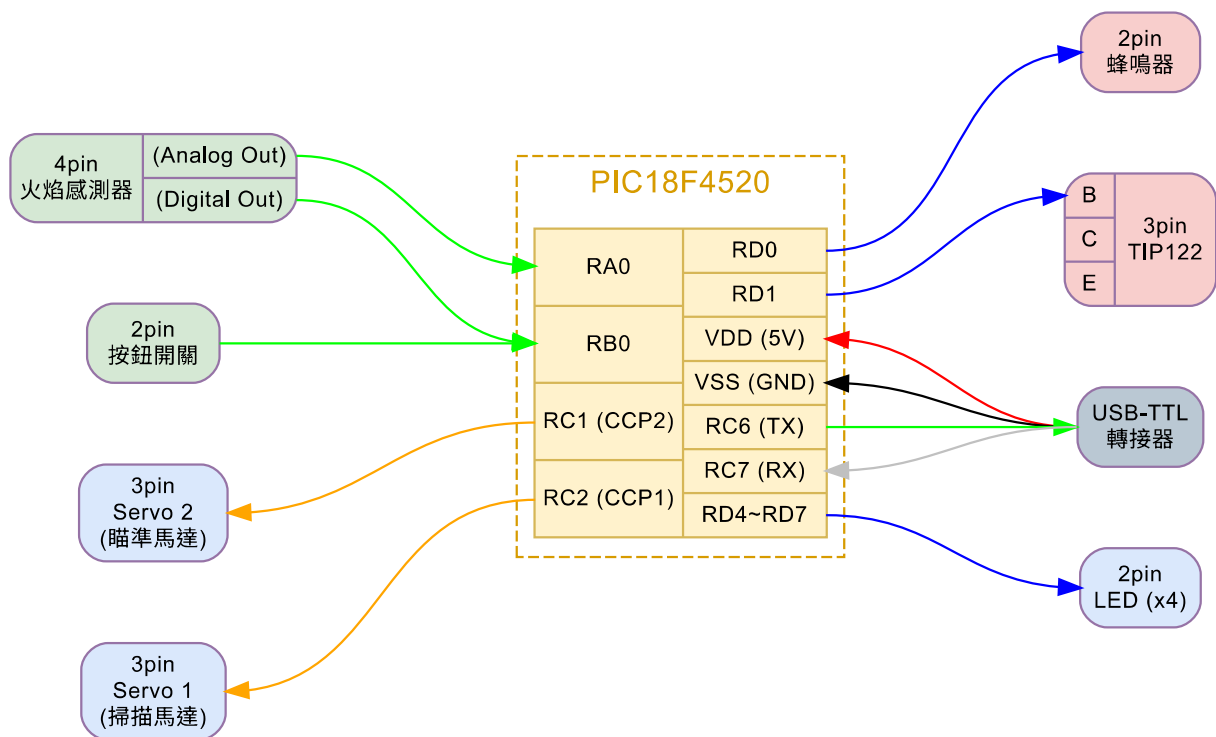 2pin
蜂鳴器
4pin
火焰感測器
(Analog Out)
(Digital Out)
PIC18F4520
RA0
RB0
RC1 (CCP2)
RC2 (CCP1)
RD0
RD1
VDD (5V)
VSS (GND)
RC6 (TX)
RC7 (RX)
RD4~RD7
B
C
E
3pin
TIP122
2pin
按鈕開關
USB-TTL
轉接器
3pin
Servo 2
(瞄準馬達)
2pin
LED (x4)
3pin
Servo 1
(掃描馬達)